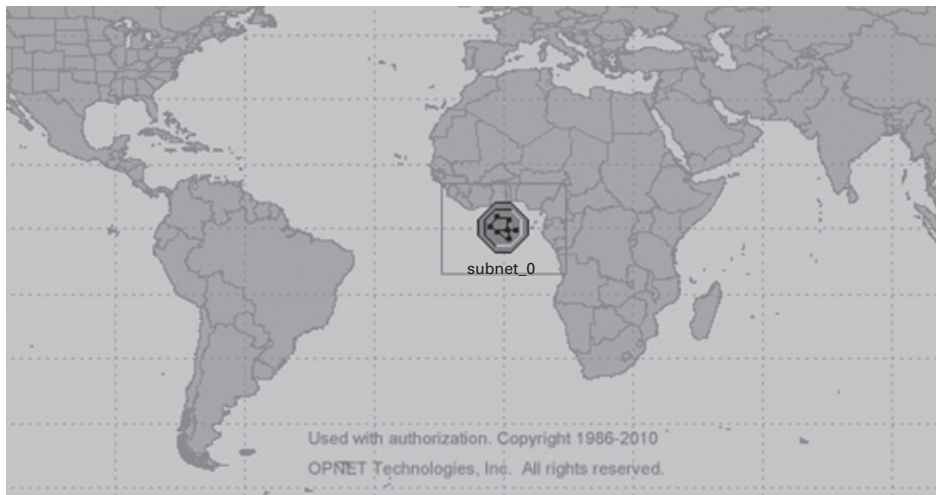 subnet_0
Used with authorization. Copyright 1986-2010
OPNET Technologies, Inc. All rights reserved.